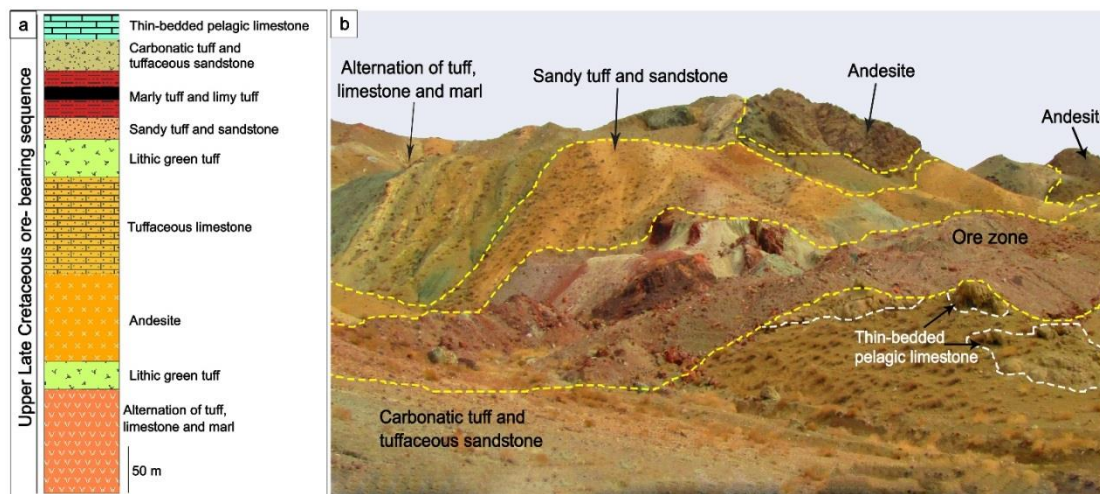 a
Upper Late Cretaceous ore- bearing sequence
Thin-bedded pelagic limestone
Carbonatic tuff and
tuffaceous sandstone
Marly tuff and limy tuff
Sandy tuff and sandstone
Lithic green tuff
Tuffaceous limestone
Andesite
Lithic green tuff
Alternation of tuff,
limestone and marl
50 m
b
Alternation of tuff,
limestone and marl
Sandy tuff and sandstone
Andesite
Andesite
Ore zone
Thin-bedded
pelagic limestone
Carbonatic tuff and
tuffaceous sandstone